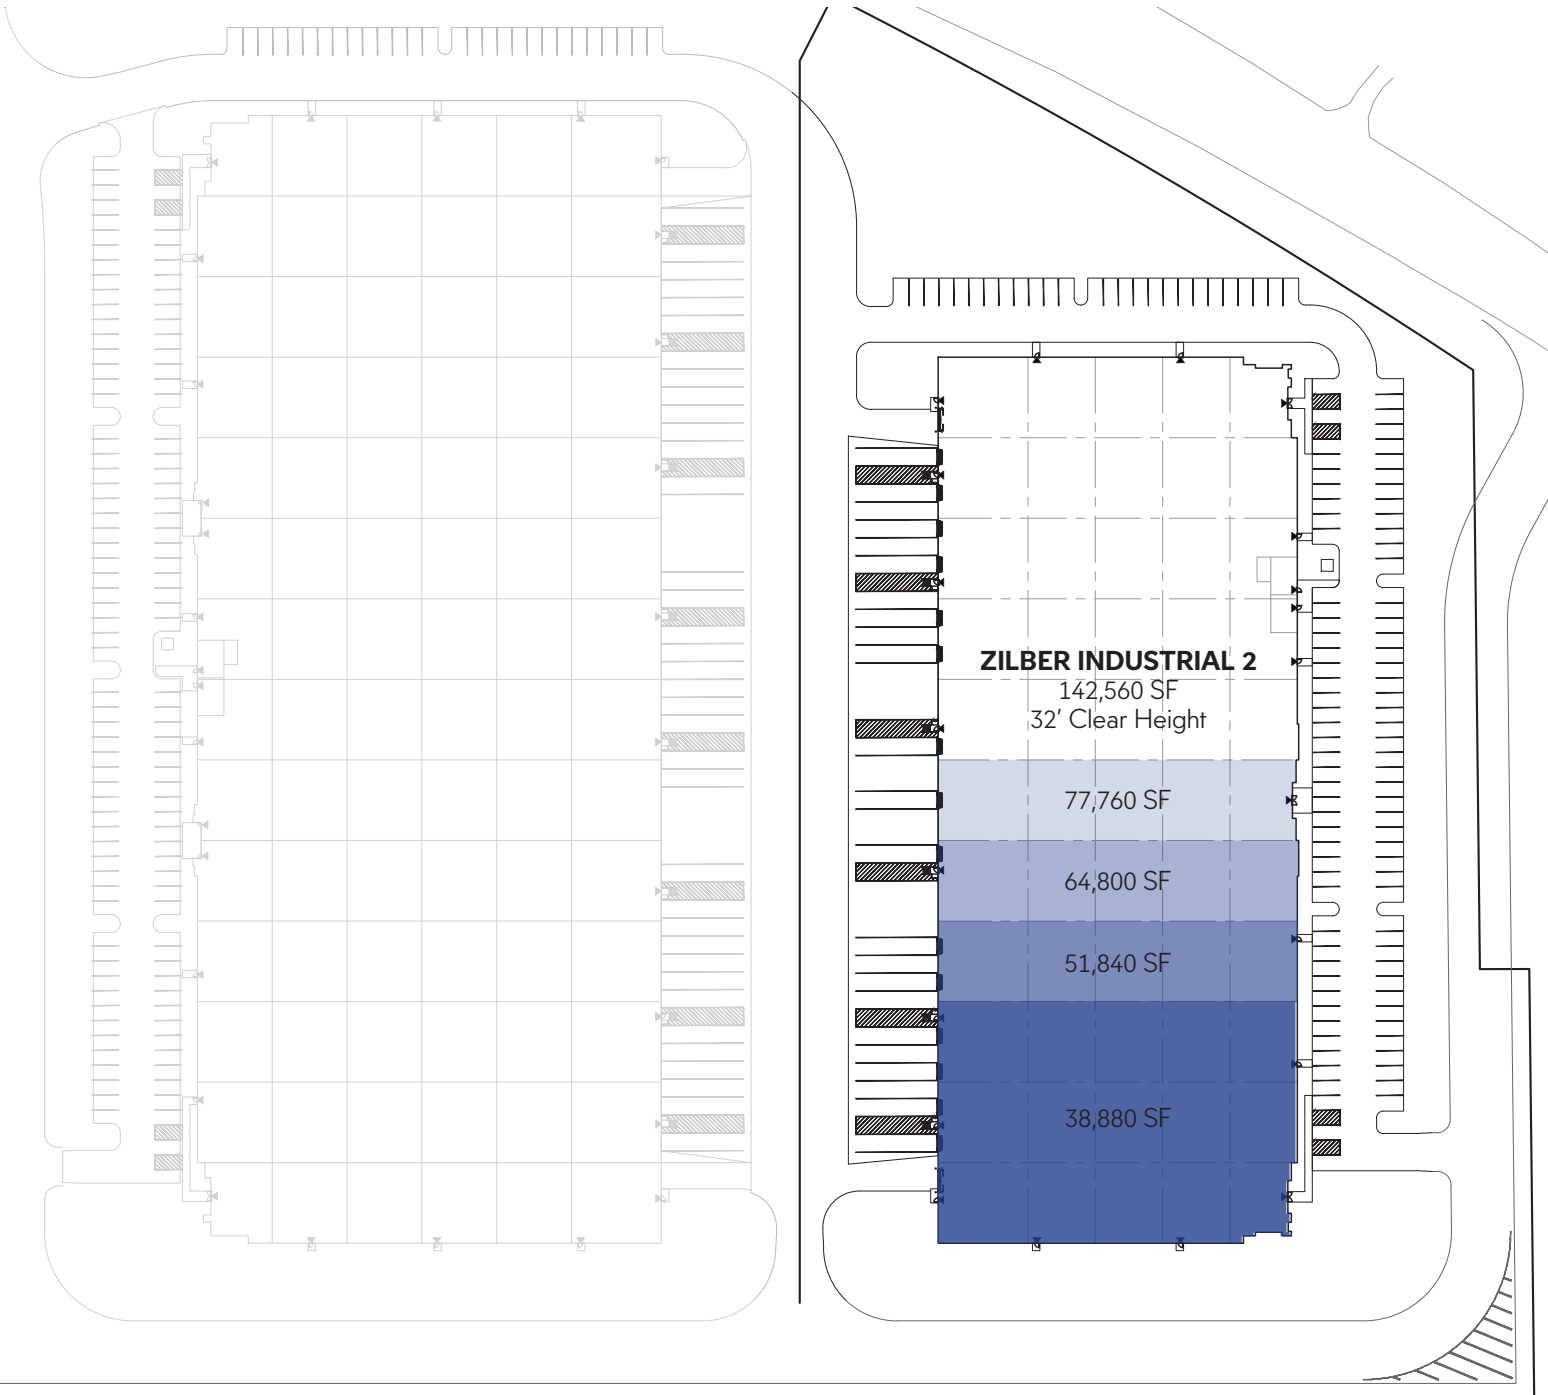 ZILBER INDUSTRIAL 2
142,560 SF
32' Clear Height
77,760 SF
64,800 SF
51,840 SF
38,880 SF